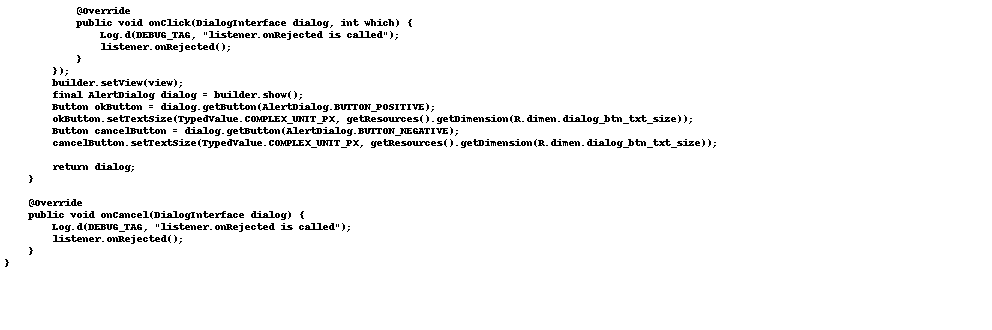 @Override
            public void onClick(DialogInterface dialog, int which) {
                Log.d(DEBUG_TAG, "listener.onRejected is called");
                listener.onRejected();
            }
        });
        builder.setView(view);
        final AlertDialog dialog = builder.show();
        Button okButton = dialog.getButton(AlertDialog.BUTTON_POSITIVE);
        okButton.setTextSize(TypedValue.COMPLEX_UNIT_PX, getResources().getDimension(R.dimen.dialog_btn_txt_size));
        Button cancelButton = dialog.getButton(AlertDialog.BUTTON_NEGATIVE);
        cancelButton.setTextSize(TypedValue.COMPLEX_UNIT_PX, getResources().getDimension(R.dimen.dialog_btn_txt_size));

        return dialog;
    }

    @Override
    public void onCancel(DialogInterface dialog) {
        Log.d(DEBUG_TAG, "listener.onRejected is called");
        listener.onRejected();
    }
}